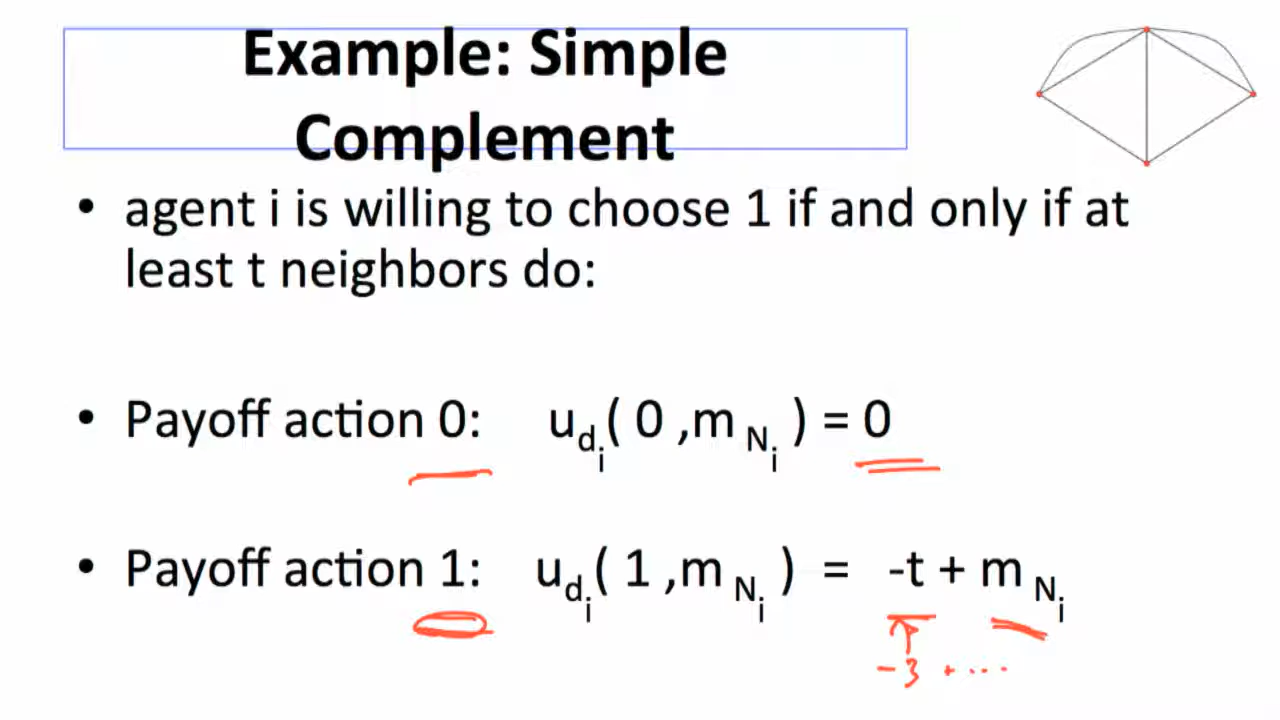 Example: Simple
Complement
• agent i is willing to choose 1 if and only if at
least t neighbors do:
• Payoff action 0: u_{d_i}( 0 ,m_{N_i} ) = 0
• Payoff action 1: u_{d_i}( 1 ,m_{N_i} ) = -t + m_{N_i}
-3 + ....